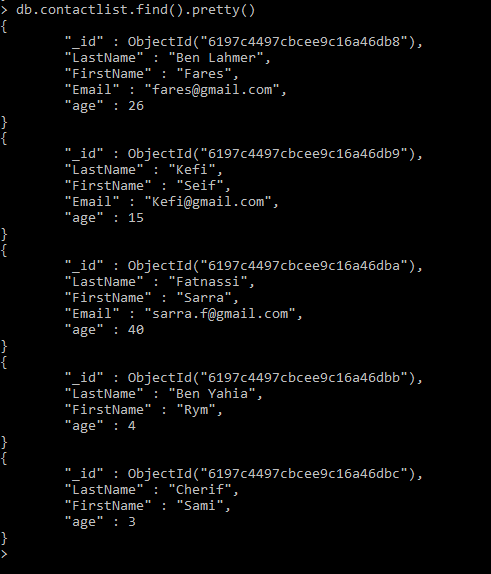 > db.contactlist.find().pretty()
{
        "_id" : ObjectId("6197c4497cbcee9c16a46db8"),
        "LastName" : "Ben Lahmer",
        "FirstName" : "Fares",
        "Email" : "fares@gmail.com",
        "age" : 26
}
{
        "_id" : ObjectId("6197c4497cbcee9c16a46db9"),
        "LastName" : "Kefi",
        "FirstName" : "Seif",
        "Email" : "Kefi@gmail.com",
        "age" : 15
}
{
        "_id" : ObjectId("6197c4497cbcee9c16a46dba"),
        "LastName" : "Fatnassi",
        "FirstName" : "Sarra",
        "Email" : "sarra.f@gmail.com",
        "age" : 40
}
{
        "_id" : ObjectId("6197c4497cbcee9c16a46dbb"),
        "LastName" : "Ben Yahia",
        "FirstName" : "Rym",
        "age" : 4
}
{
        "_id" : ObjectId("6197c4497cbcee9c16a46dbc"),
        "LastName" : "Cherif",
        "FirstName" : "Sami",
        "age" : 3
}
>